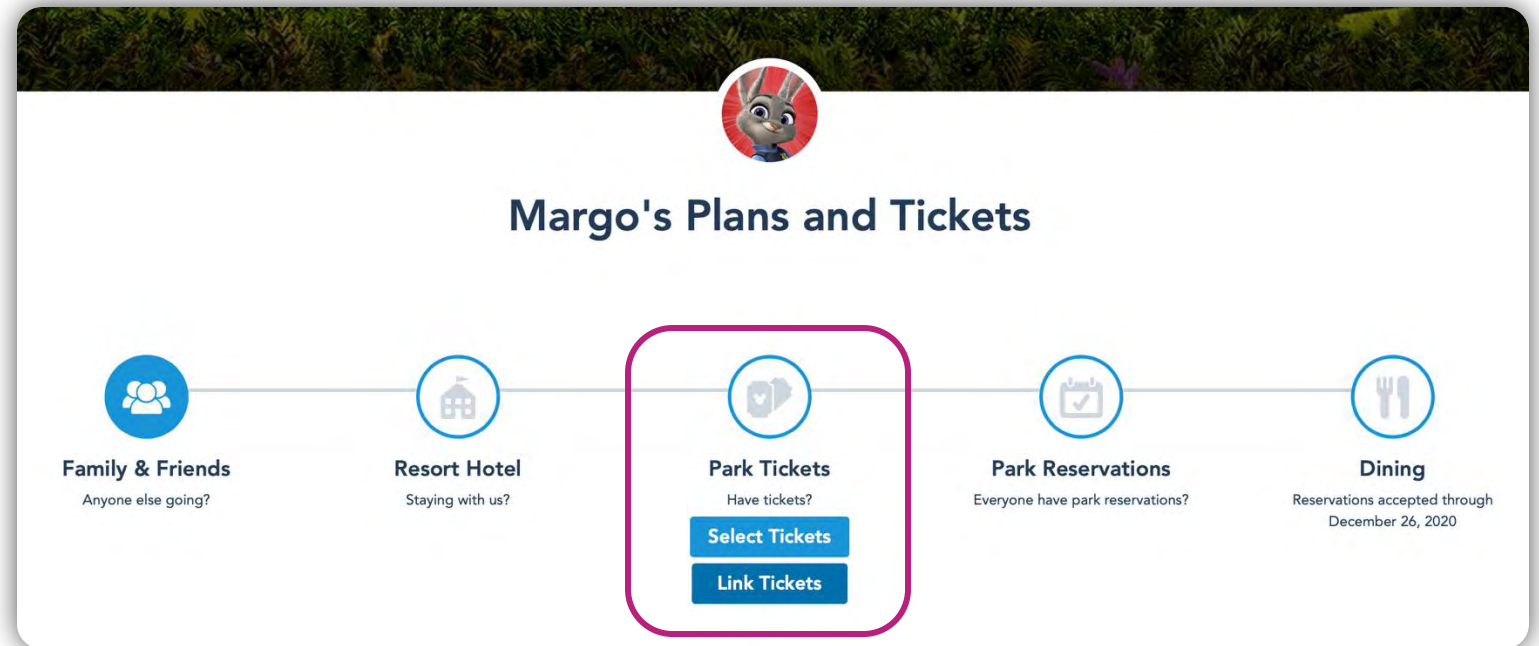 Margo's Plans and Tickets
Family & Friends
Anyone else going?
Resort Hotel
Staying with us?
Park Tickets
Have tickets?
Select Tickets
Link Tickets
Park Reservations
Everyone have park reservations?
Dining
Reservations accepted through
December 26, 2020